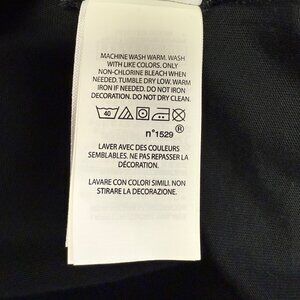 MACHINE WASH WARM. WASH
WITH LIKE COLORS. ONLY
NON-CHLORINE BLEACH WHEN
NEEDED. TUMBLE DRY LOW. WARM
IRON IF NEEDED. DO NOT IRON
DECORATION. DO NOT DRY CLEAN.
40
n°1529 ®
LAVER AVEC DES COULEURS
SEMBLABLES. NE PAS REPASSER LA
DÉCORATION.
LAVARE CON COLORI SIMILI. NON
STIRARE LA DECORAZIONE.